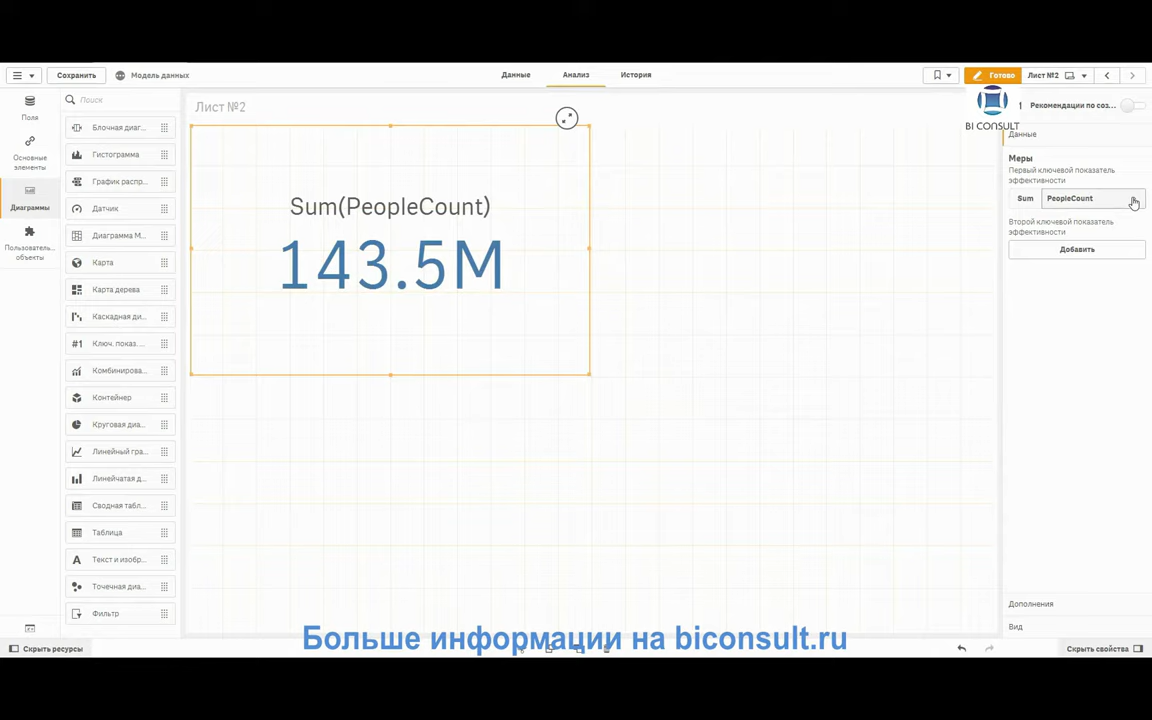 Сохранить
Модель данных
Данные
Анализ
История
Готово
Лист №2
Поля
Основные
элементы
Диаграммы
Пользователь...
объекты
Поиск
Блочная диаг...
Гистограмма
График распр...
Датчик
Диаграмма М...
Карта
Карта дерева
Каскадная ди...
#1 Ключ. показ. ...
Комбинирова...
Контейнер
Круговая диа...
Линейный гра...
Линейчатая д...
Сводная табл...
Таблица
A Текст и изобр...
Точечная диа...
Фильтр
Лист №2
Sum(PeopleCount)
143.5M
BI CONSULT
1 Рекомендации по соз...
Данные
Меры
Первый ключевой показатель
эффективности
Sum PeopleCount
Второй ключевой показатель
эффективности
Добавить
Дополнения
Вид
Больше информации на biconsult.ru
Скрыть ресурсы
Скрыть свойства